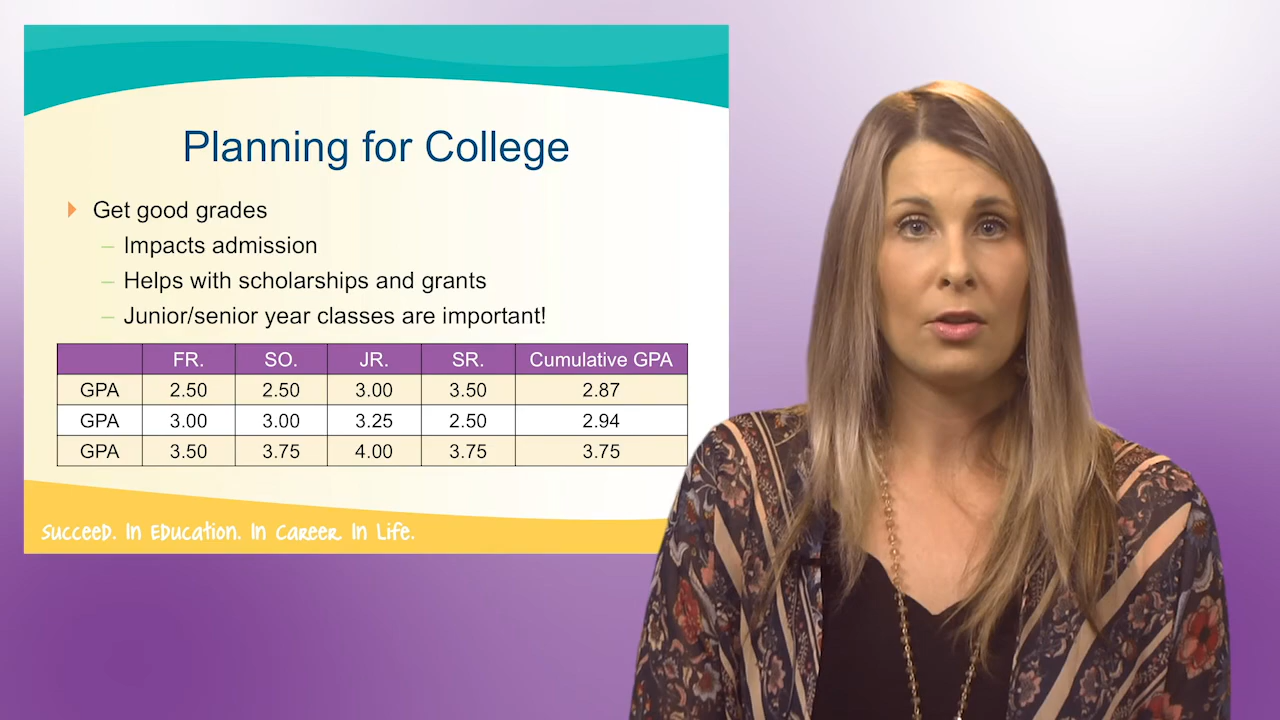 Planning for College
Get good grades
– Impacts admission
– Helps with scholarships and grants
– Junior/senior year classes are important!
FR. SO. JR. SR. Cumulative GPA
GPA 2.50 2.50 3.00 3.50 2.87
GPA 3.00 3.00 3.25 2.50 2.94
GPA 3.50 3.75 4.00 3.75 3.75
Succeed. In Education. In Career. In Life.